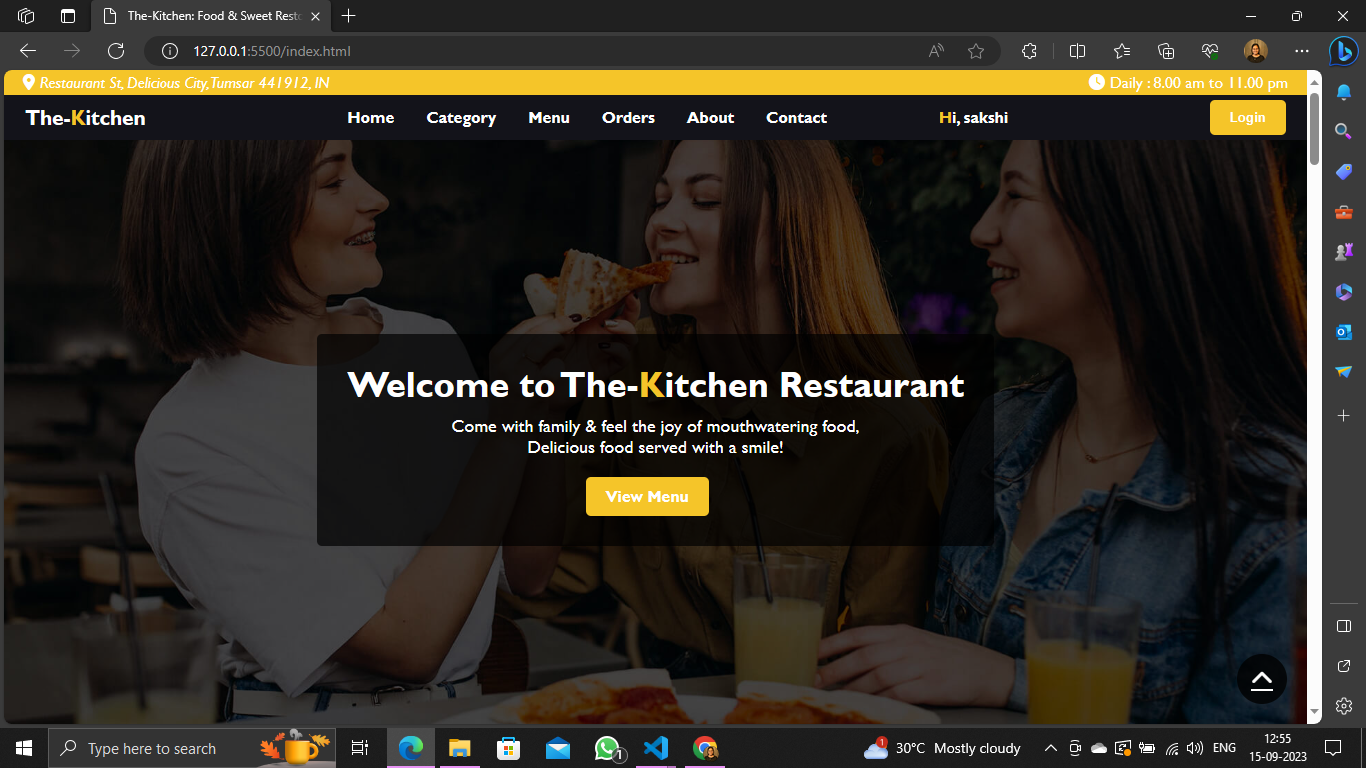 The-Kitchen: Food & Sweet Resto
127.0.0.1:5500/index.html
Restaurant St, Delicious City, Tumsar 441912, IN
Daily : 8.00 am to 11.00 pm
The-Kitchen
Home Category Menu Orders About Contact
Hi, sakshi
Login
Welcome to The-Kitchen Restaurant
Come with family & feel the joy of mouthwatering food,
Delicious food served with a smile!
View Menu
Type here to search
1
1
30°C Mostly cloudy
ENG
12:55
15-09-2023